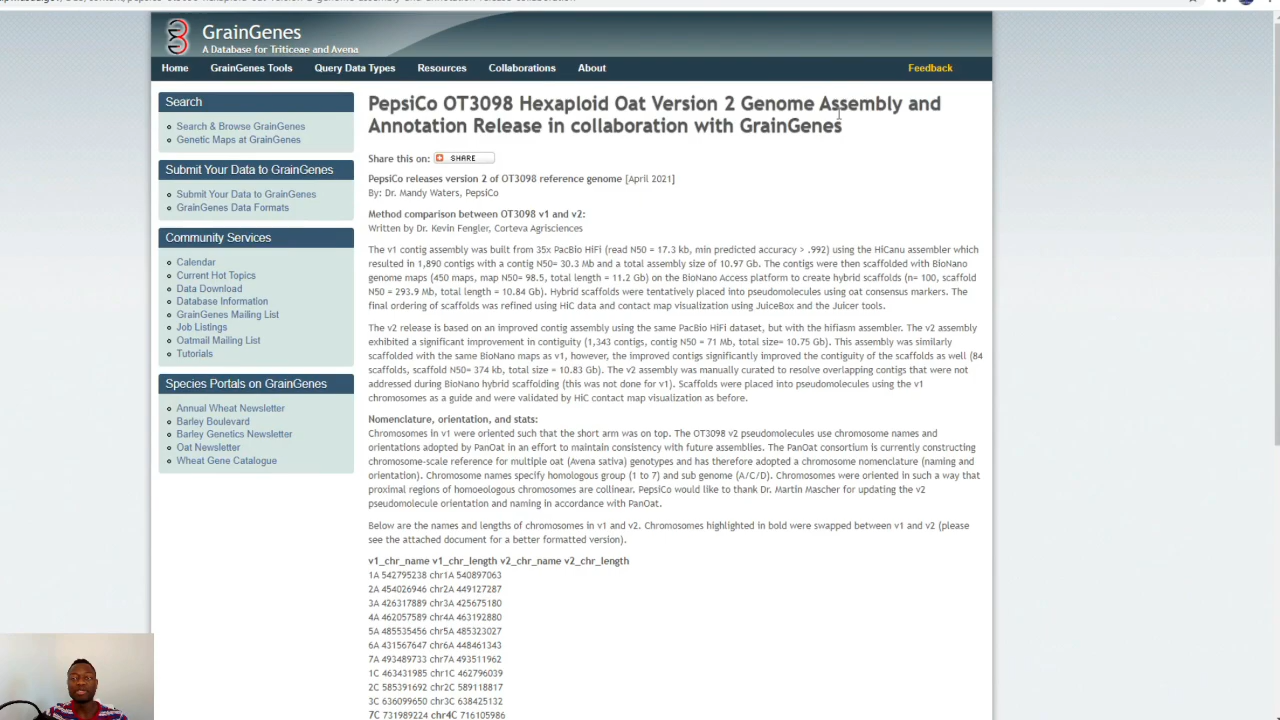 GrainGenes
A Database for Triticeae and Avena
Home GrainGenes Tools Query Data Types Resources Collaborations About Feedback
Search
Search & Browse GrainGenes
Genetic Maps at GrainGenes
Submit Your Data to GrainGenes
Submit Your Data to GrainGenes
GrainGenes Data Formats
Community Services
Calendar
Current Hot Topics
Data Download
Database Information
GrainGenes Mailing List
Job Listings
Oatmail Mailing List
Tutorials
Species Portals on GrainGenes
Annual Wheat Newsletter
Barley Boulevard
Barley Genetics Newsletter
Oat Newsletter
Wheat Gene Catalogue
PepsiCo OT3098 Hexaploid Oat Version 2 Genome Assembly and
Annotation Release in collaboration with GrainGenes
Share this on: SHARE
PepsiCo releases version 2 of OT3098 reference genome [April 2021]
By: Dr. Mandy Waters, PepsiCo
Method comparison between OT3098 v1 and v2:
Written by Dr. Kevin Fengler, Corteva Agrisciences
The v1 contig assembly was built from 35x PacBio HiFi (read N50 = 17.3 kb, min predicted accuracy > .992) using the HiCanu assembler which
resulted in 1,890 contigs with a contig N50= 30.3 Mb and a total assembly size of 10.97 Gb. The contigs were then scaffolded with BioNano
genome maps (450 maps, map N50= 98.5, total length = 11.2 Gb) on the BioNano Access platform to create hybrid scaffolds (n= 100, scaffold
N50 = 293.9 Mb, total length = 10.84 Gb). Hybrid scaffolds were tentatively placed into pseudomolecules using oat consensus markers. The
final ordering of scaffolds was refined using HiC data and contact map visualization using JuiceBox and the Juicer tools.
The v2 release is based on an improved contig assembly using the same PacBio HiFi dataset, but with the hifiasm assembler. The v2 assembly
exhibited a significant improvement in contiguity (1,343 contigs, contig N50 = 71 Mb, total size= 10.75 Gb). This assembly was similarly
scaffolded with the same BioNano maps as v1, however, the improved contigs significantly improved the contiguity of the scaffolds as well (84
scaffolds, scaffold N50= 374 kb, total size = 10.83 Gb). The v2 assembly was manually curated to resolve overlapping contigs that were not
addressed during BioNano hybrid scaffolding (this was not done for v1). Scaffolds were placed into pseudomolecules using the v1
chromosomes as a guide and were validated by HiC contact map visualization as before.
Nomenclature, orientation, and stats:
Chromosomes in v1 were oriented such that the short arm was on top. The OT3098 v2 pseudomolecules use chromosome names and
orientations adopted by PanOat in an effort to maintain consistency with future assemblies. The PanOat consortium is currently constructing
chromosome-scale reference for multiple oat (Avena sativa) genotypes and has therefore adopted a chromosome nomenclature (naming and
orientation). Chromosome names specify homologous group (1 to 7) and sub genome (A/C/D). Chromosomes were oriented in such a way that
proximal regions of homoeologous chromosomes are collinear. PepsiCo would like to thank Dr. Martin Mascher for updating the v2
pseudomolecule orientation and naming in accordance with PanOat.
Below are the names and lengths of chromosomes in v1 and v2. Chromosomes highlighted in bold were swapped between v1 and v2 (please
see the attached document for a better formatted version).
v1_chr_name v1_chr_length v2_chr_name v2_chr_length
1A 542795238 chr1A 540897063
2A 454026946 chr2A 449127287
3A 426317889 chr3A 425675180
4A 462057589 chr4A 463192880
5A 485535456 chr5A 485323027
6A 431567647 chr6A 448461343
7A 493489733 chr7A 493511962
1C 463431985 chr1C 462796039
2C 585391692 chr2C 589118817
3C 636099650 chr3C 638425132
7C 731989224 chr4C 716105986